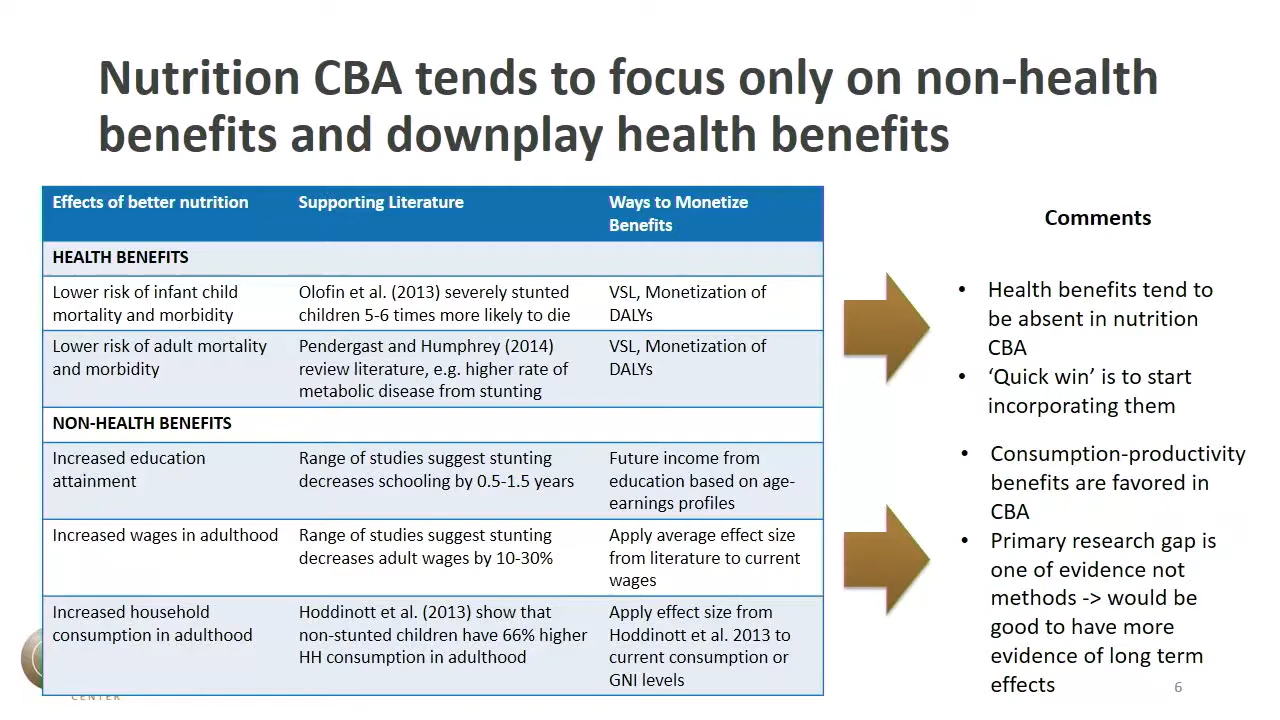 Nutrition CBA tends to focus only on non-health
benefits and downplay health benefits
Effects of better nutrition
Supporting Literature
Ways to Monetize
Benefits
HEALTH BENEFITS
Lower risk of infant child
mortality and morbidity
Olofin et al. (2013) severely stunted
children 5-6 times more likely to die
VSL, Monetization of
DALYs
Lower risk of adult mortality
and morbidity
Pendergast and Humphrey (2014)
review literature, e.g. higher rate of
metabolic disease from stunting
VSL, Monetization of
DALYs
NON-HEALTH BENEFITS
Increased education
attainment
Range of studies suggest stunting
decreases schooling by 0.5-1.5 years
Future income from
education based on age-
earnings profiles
Increased wages in adulthood
Range of studies suggest stunting
decreases adult wages by 10-30%
Apply average effect size
from literature to current
wages
Increased household
consumption in adulthood
Hoddinott et al. (2013) show that
non-stunted children have 66% higher
HH consumption in adulthood
Apply effect size from
Hoddinott et al. 2013 to
current consumption or
GNI levels
Comments
• Health benefits tend to
be absent in nutrition
CBA
• ‘Quick win’ is to start
incorporating them
• Consumption-productivity
benefits are favored in
CBA
• Primary research gap is
one of evidence not
methods -> would be
good to have more
evidence of long term
effects
CENTER
6